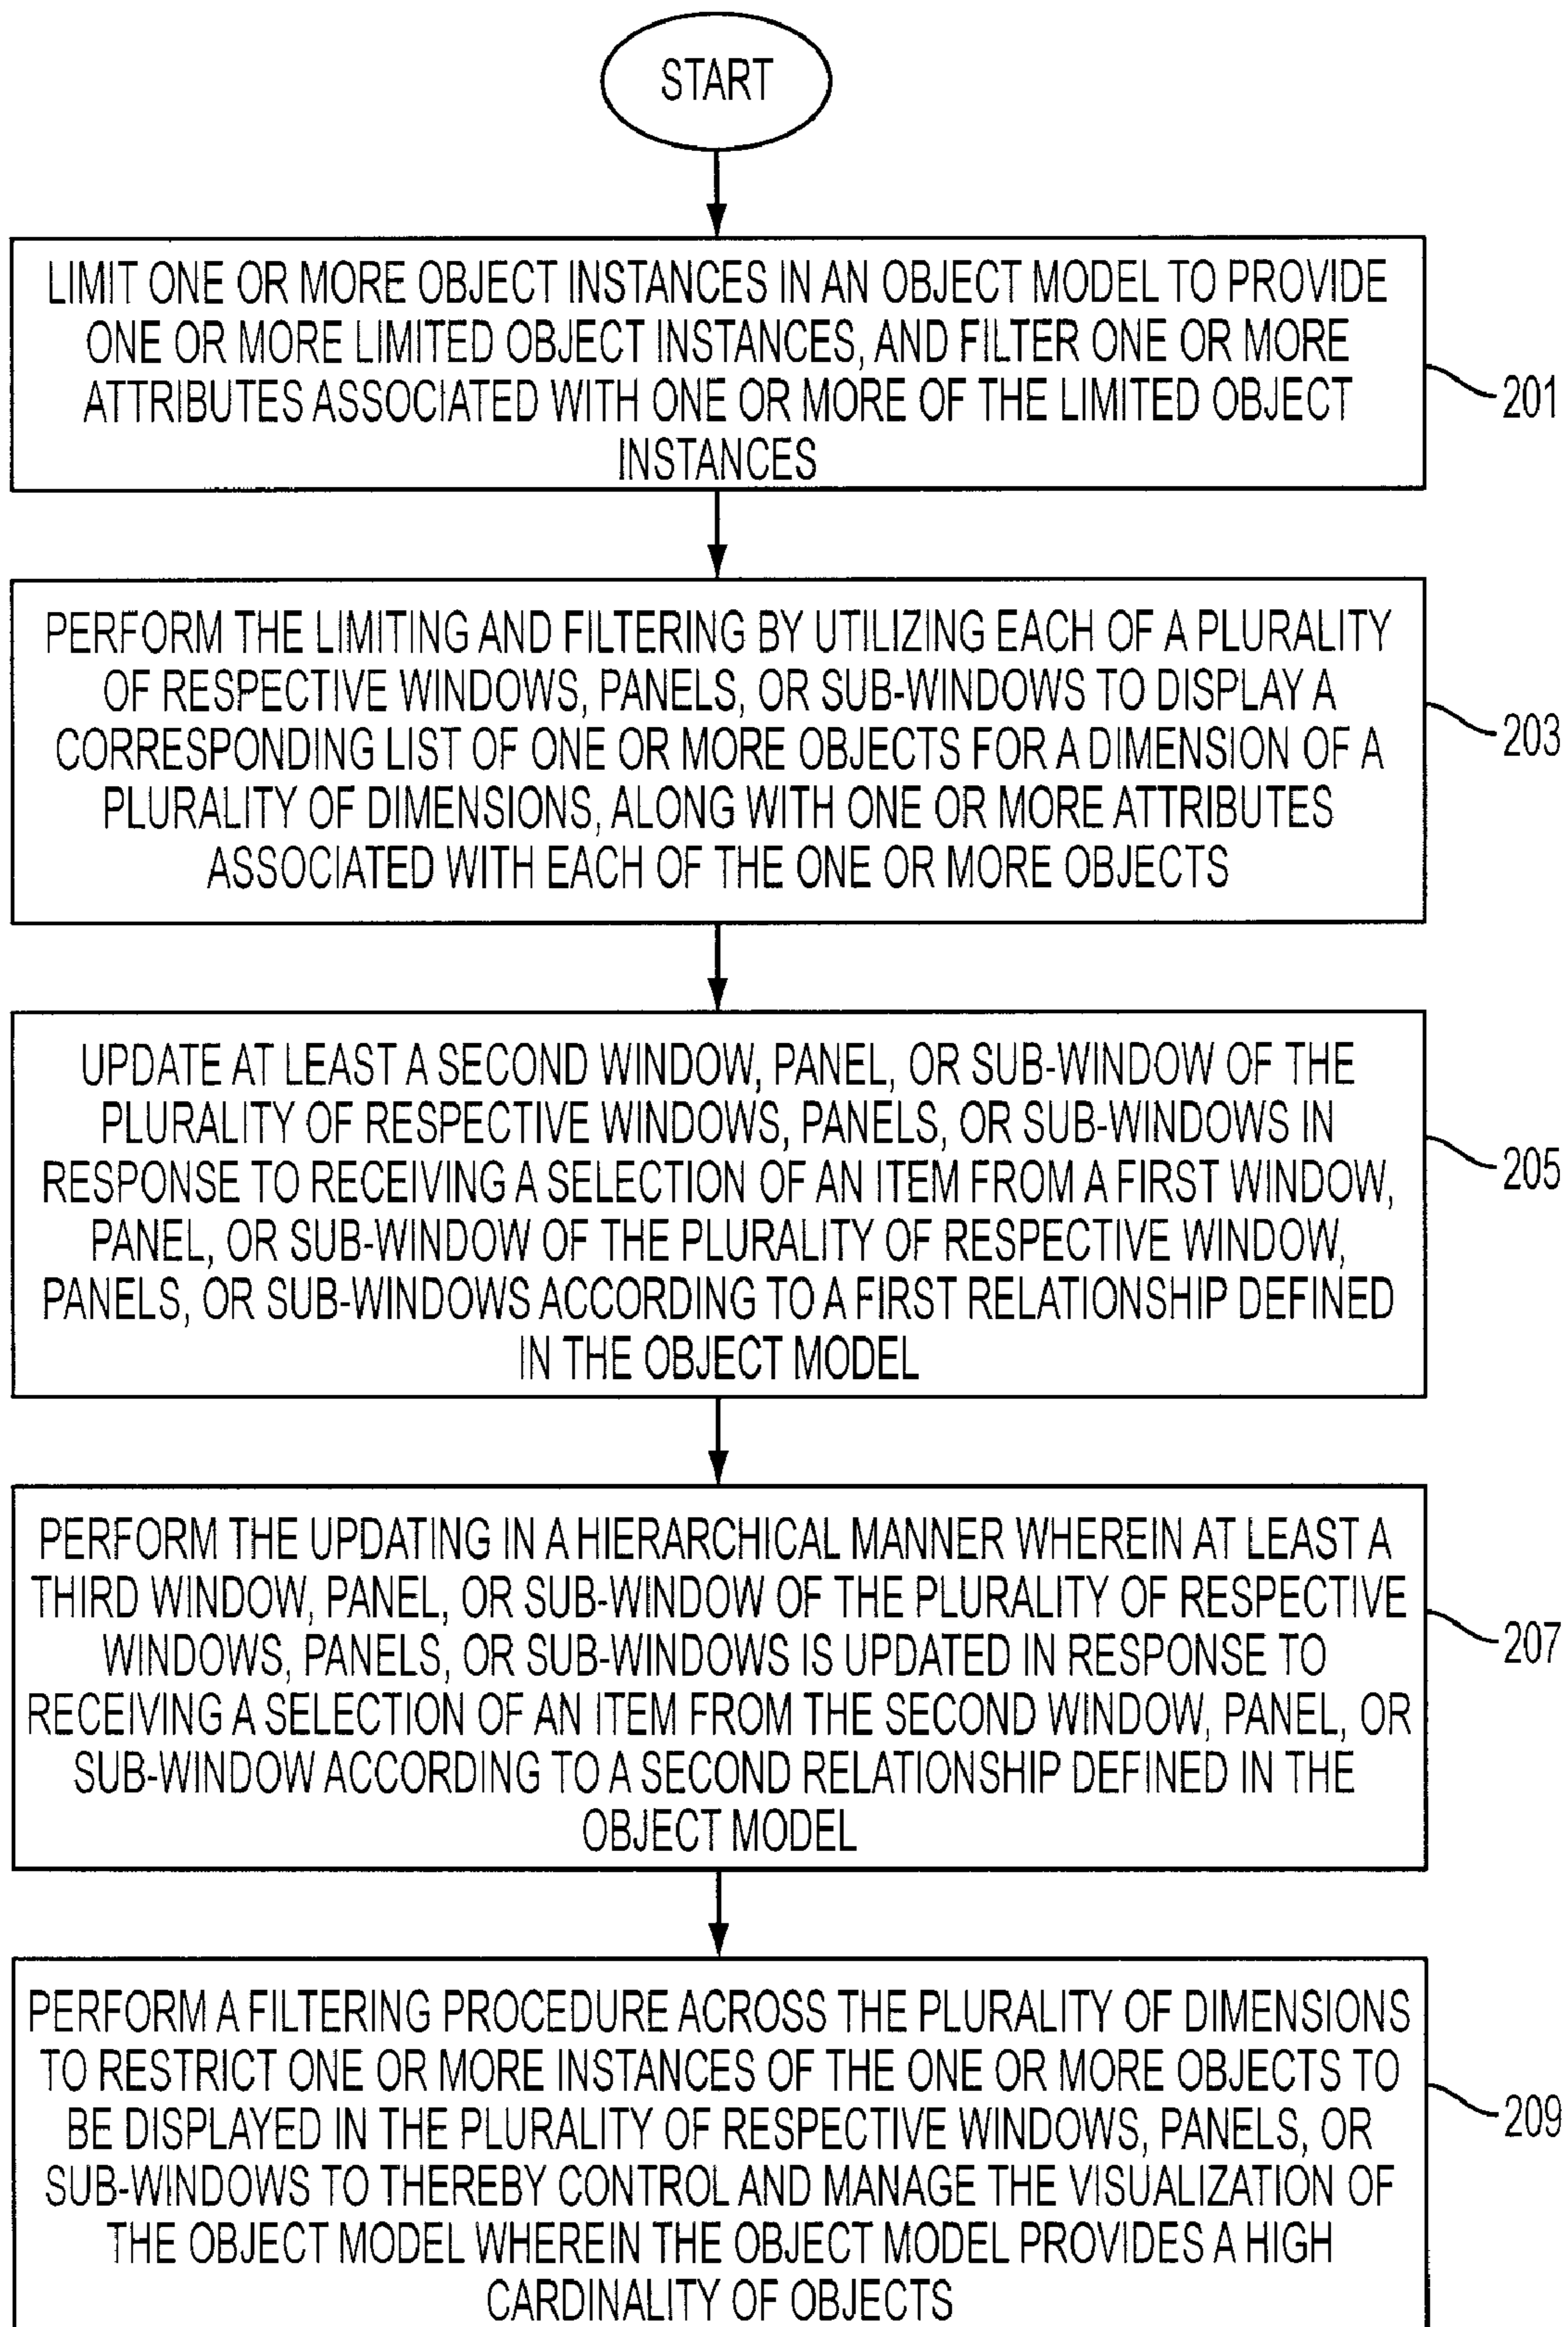 START
LIMIT ONE OR MORE OBJECT INSTANCES IN AN OBJECT MODEL TO PROVIDE
ONE OR MORE LIMITED OBJECT INSTANCES, AND FILTER ONE OR MORE
ATTRIBUTES ASSOCIATED WITH ONE OR MORE OF THE LIMITED OBJECT
INSTANCES
201
PERFORM THE LIMITING AND FILTERING BY UTILIZING EACH OF A PLURALITY
OF RESPECTIVE WINDOWS, PANELS, OR SUB-WINDOWS TO DISPLAY A
CORRESPONDING LIST OF ONE OR MORE OBJECTS FOR A DIMENSION OF A
PLURALITY OF DIMENSIONS, ALONG WITH ONE OR MORE ATTRIBUTES
ASSOCIATED WITH EACH OF THE ONE OR MORE OBJECTS
203
UPDATE AT LEAST A SECOND WINDOW, PANEL, OR SUB-WINDOW OF THE
PLURALITY OF RESPECTIVE WINDOWS, PANELS, OR SUB-WINDOWS IN
RESPONSE TO RECEIVING A SELECTION OF AN ITEM FROM A FIRST WINDOW,
PANEL, OR SUB-WINDOW OF THE PLURALITY OF RESPECTIVE WINDOW,
PANELS, OR SUB-WINDOWS ACCORDING TO A FIRST RELATIONSHIP DEFINED
IN THE OBJECT MODEL
205
PERFORM THE UPDATING IN A HIERARCHICAL MANNER WHEREIN AT LEAST A
THIRD WINDOW, PANEL, OR SUB-WINDOW OF THE PLURALITY OF RESPECTIVE
WINDOWS, PANELS, OR SUB-WINDOWS IS UPDATED IN RESPONSE TO
RECEIVING A SELECTION OF AN ITEM FROM THE SECOND WINDOW, PANEL, OR
SUB-WINDOW ACCORDING TO A SECOND RELATIONSHIP DEFINED IN THE
OBJECT MODEL
207
PERFORM A FILTERING PROCEDURE ACROSS THE PLURALITY OF DIMENSIONS
TO RESTRICT ONE OR MORE INSTANCES OF THE ONE OR MORE OBJECTS TO
BE DISPLAYED IN THE PLURALITY OF RESPECTIVE WINDOWS, PANELS, OR
SUB-WINDOWS TO THEREBY CONTROL AND MANAGE THE VISUALIZATION OF
THE OBJECT MODEL WHEREIN THE OBJECT MODEL PROVIDES A HIGH
CARDINALITY OF OBJECTS
209